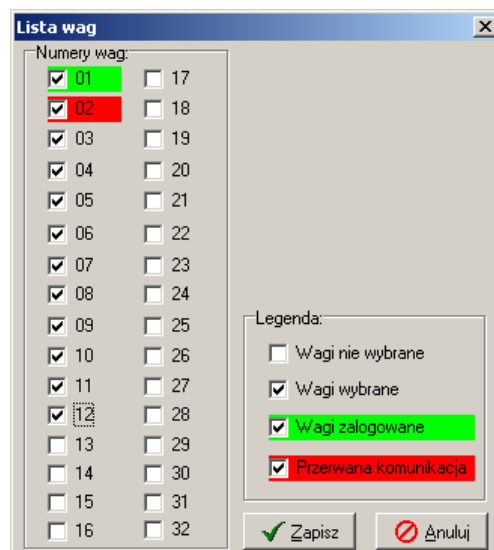 Lista wag
Numery wag:
01 17
02 18
03 19
04 20
05 21
06 22
07 23
08 24
09 25
10 26
11 27
12 28
13 29
14 30
15 31
16 32
Legenda:
Wagi nie wybrane
Wagi wybrane
Wagi zalogowane
Przerwana komunikacja
Zapisz Anuluj